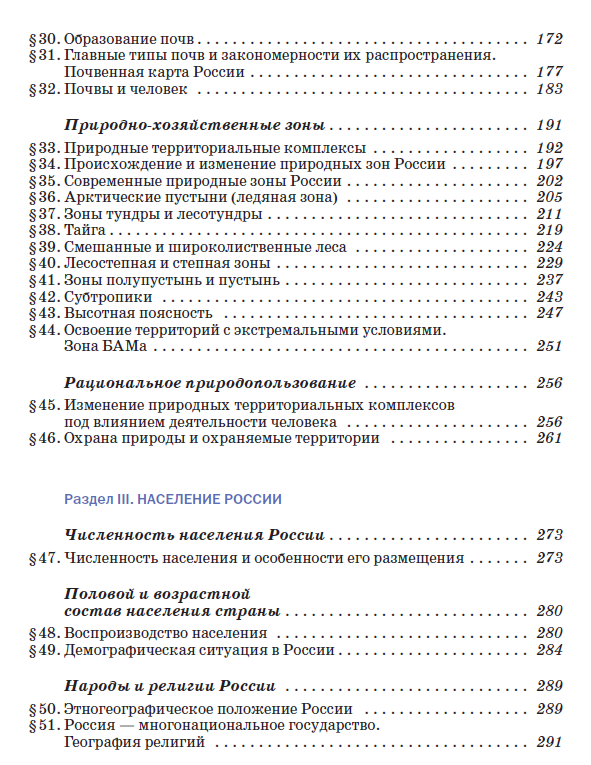 §30. Образование почв . . . . . . . . . . . . . . . . . . . . . . . . . . . . . . . . . . 172
§31. Главные типы почв и закономерности их распространения.
Почвенная карта России . . . . . . . . . . . . . . . . . . . . . . . . . . . . 177
§32. Почвы и человек . . . . . . . . . . . . . . . . . . . . . . . . . . . . . . . . . . 183
Природно-хозяйственные зоны . . . . . . . . . . . . . . . . . . . . 191
§33. Природные территориальные комплексы . . . . . . . . . . . . . . . . 192
§34. Происхождение и изменение природных зон России . . . . . . . . 197
§35. Современные природные зоны России . . . . . . . . . . . . . . . . . . 202
§36. Арктические пустыни (ледяная зона) . . . . . . . . . . . . . . . . . . . 205
§37. Зоны тундры и лесотундры . . . . . . . . . . . . . . . . . . . . . . . . . . 211
§38. Тайга . . . . . . . . . . . . . . . . . . . . . . . . . . . . . . . . . . . . . . . . . . 219
§39. Смешанные и широколиственные леса . . . . . . . . . . . . . . . . . . 224
§40. Лесостепная и степная зоны . . . . . . . . . . . . . . . . . . . . . . . . . 229
§41. Зоны полупустынь и пустынь . . . . . . . . . . . . . . . . . . . . . . . . 237
§42. Субтропики . . . . . . . . . . . . . . . . . . . . . . . . . . . . . . . . . . . . . 243
§43. Высотная поясность . . . . . . . . . . . . . . . . . . . . . . . . . . . . . . . 247
§44. Освоение территорий с экстремальными условиями.
Зона БАМа . . . . . . . . . . . . . . . . . . . . . . . . . . . . . . . . . . . . . . 251
Рациональное природопользование . . . . . . . . . . . . . . . . . 256
§45. Изменение природных территориальных комплексов
под влиянием деятельности человека . . . . . . . . . . . . . . . . . . . 256
§46. Охрана природы и охраняемые территории . . . . . . . . . . . . . . 261
Раздел III. НАСЕЛЕНИЕ РОССИИ
Численность населения России . . . . . . . . . . . . . . . . . . . . 273
§47. Численность населения и особенности его размещения . . . . . . 273
Половой и возрастной
состав населения страны . . . . . . . . . . . . . . . . . . . . . . . . . 280
§48. Воспроизводство населения . . . . . . . . . . . . . . . . . . . . . . . . . 280
§49. Демографическая ситуация в России . . . . . . . . . . . . . . . . . . . 284
Народы и религии России . . . . . . . . . . . . . . . . . . . . . . . . . 289
§50. Этногеографическое положение России . . . . . . . . . . . . . . . . . 289
§51. Россия — многонациональное государство.
География религий . . . . . . . . . . . . . . . . . . . . . . . . . . . . . . . . 291